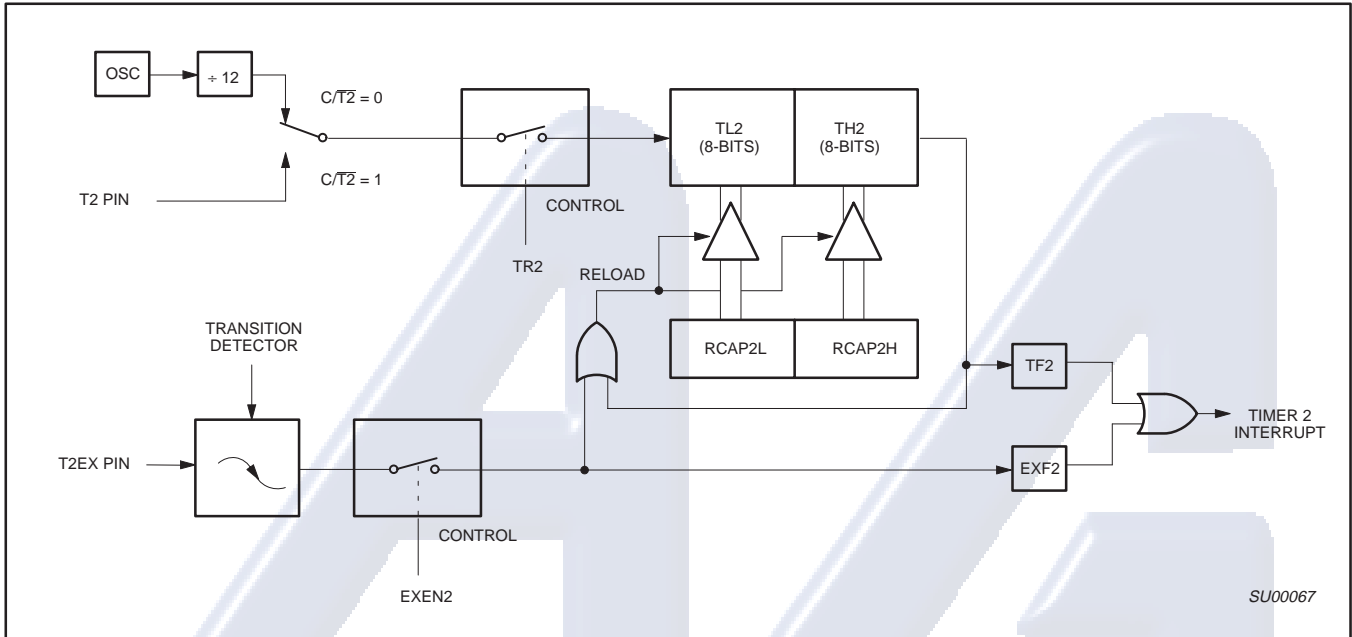 OSC
÷ 12
C/T2̅ = 0
TL2
(8-BITS)
TH2
(8-BITS)
C/T2̅ = 1
T2 PIN
CONTROL
TR2
RELOAD
TRANSITION
DETECTOR
RCAP2L
RCAP2H
TF2
TIMER 2
INTERRUPT
T2EX PIN
EXF2
CONTROL
EXEN2
SU00067